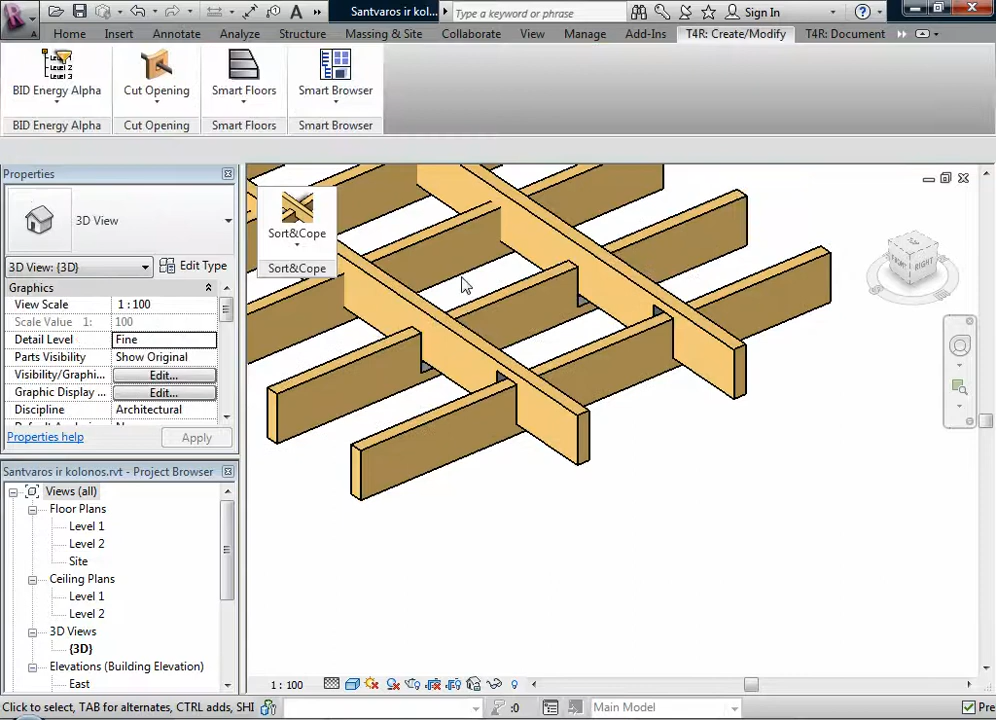 Santvaros ir kol...
Type a keyword or phrase
Sign In
Home Insert Annotate Analyze Structure Massing & Site Collaborate View Manage Add-Ins T4R: Create/Modify T4R: Document
BID Energy Alpha
Cut Opening
Smart Floors
Smart Browser
BID Energy Alpha
Cut Opening
Smart Floors
Smart Browser
Properties
3D View
3D View: {3D}
Edit Type
Graphics
View Scale 1 : 100
Scale Value 1: 100
Detail Level Fine
Parts Visibility Show Original
Visibility/Graphi... Edit...
Graphic Display ... Edit...
Discipline Architectural
Properties help
Apply
Santvaros ir kolonos.rvt - Project Browser
Views (all)
Floor Plans
Level 1
Level 2
Site
Ceiling Plans
Level 1
Level 2
3D Views
{3D}
Elevations (Building Elevation)
East
Sort&Cope
Sort&Cope
RIGHT
1 : 100
Click to select, TAB for alternates, CTRL adds, SHI
:0
Main Model
Pre